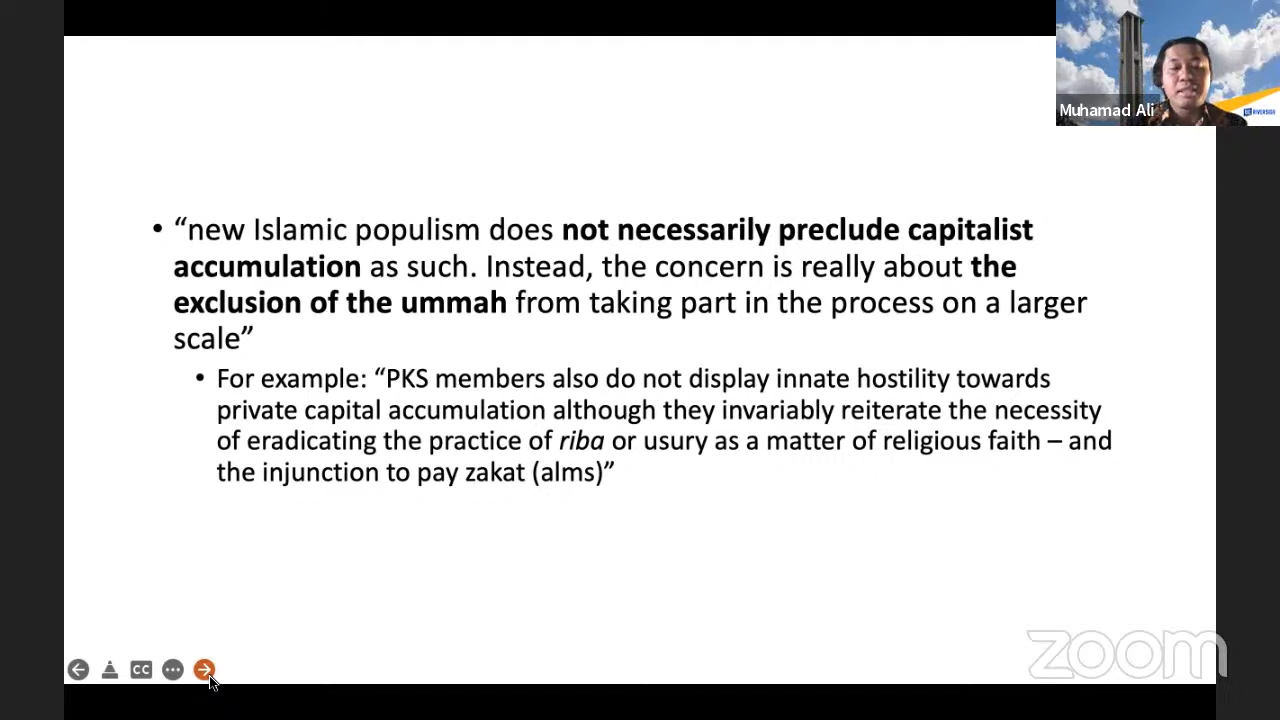 Muhamad Ali
RIVERSIDE
• “new Islamic populism does not necessarily preclude capitalist
accumulation as such. Instead, the concern is really about the
exclusion of the ummah from taking part in the process on a larger
scale”
• For example: “PKS members also do not display innate hostility towards
private capital accumulation although they invariably reiterate the necessity
of eradicating the practice of riba or usury as a matter of religious faith – and
the injunction to pay zakat (alms)”
CC
zoom